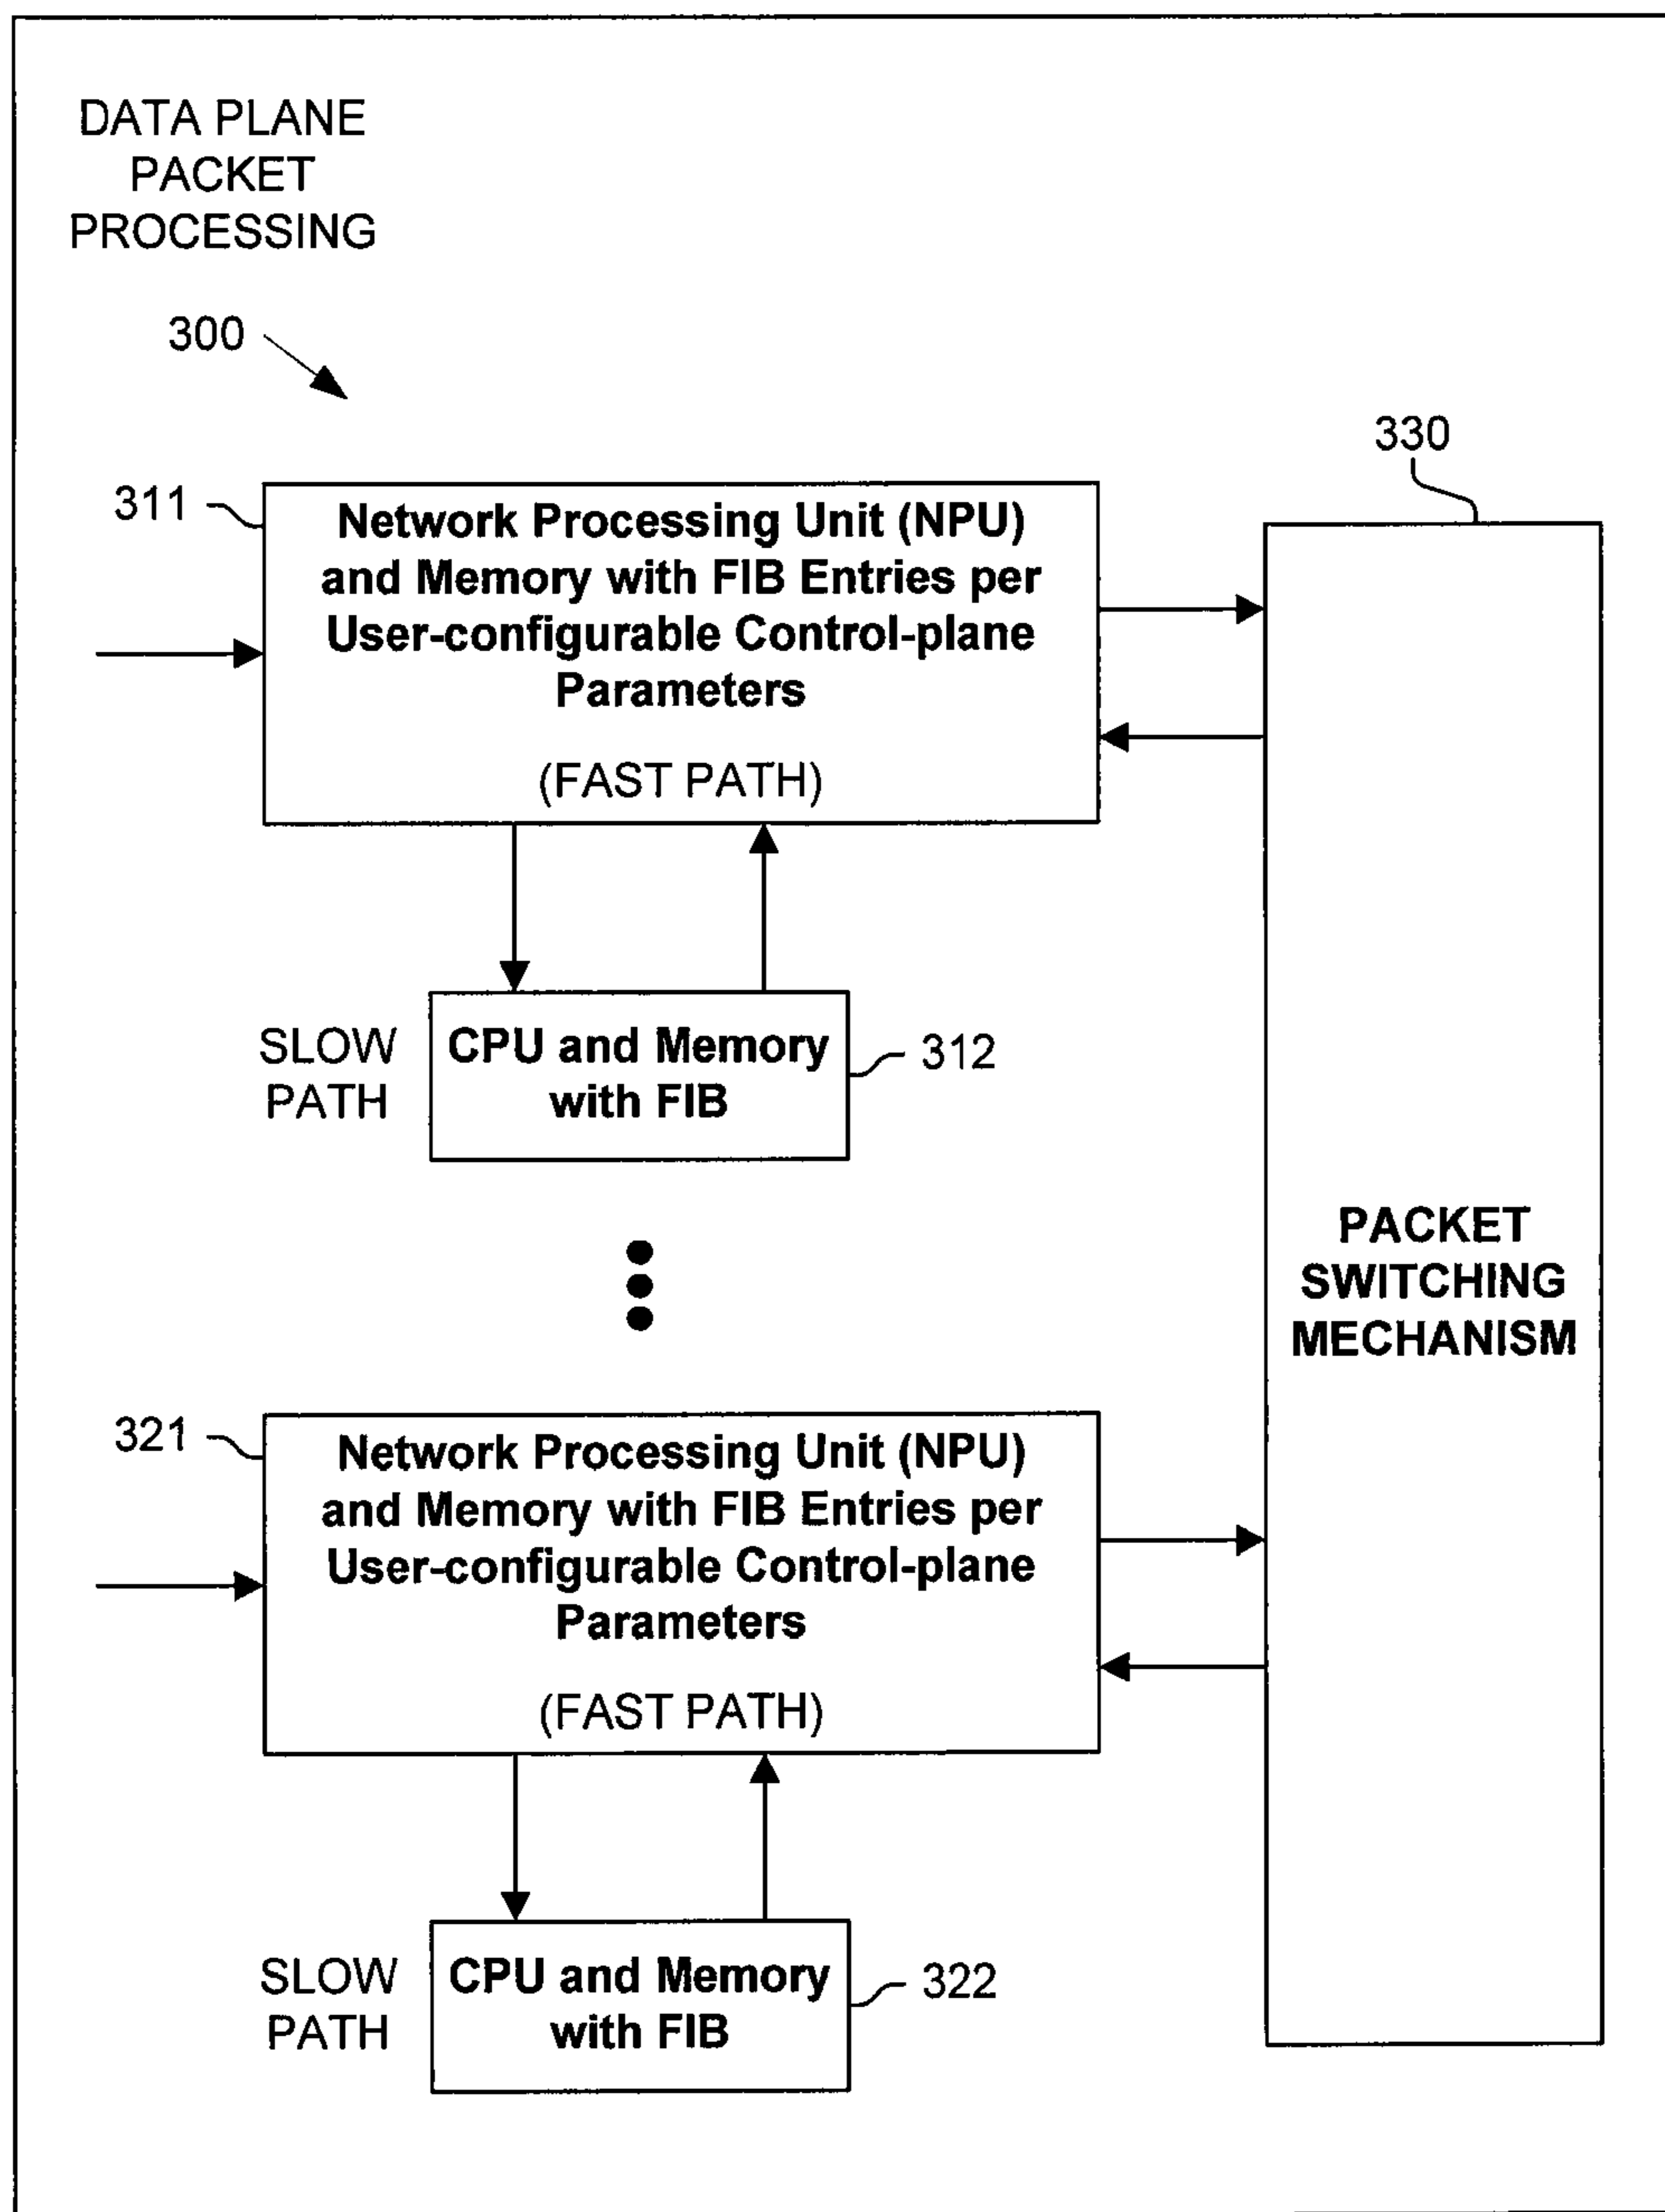 DATA PLANE
PACKET
PROCESSING
300
330
311
Network Processing Unit (NPU)
and Memory with FIB Entries per
User-configurable Control-plane
Parameters
(FAST PATH)
SLOW
PATH
CPU and Memory
with FIB
312
PACKET
SWITCHING
MECHANISM
321
Network Processing Unit (NPU)
and Memory with FIB Entries per
User-configurable Control-plane
Parameters
(FAST PATH)
SLOW
PATH
CPU and Memory
with FIB
322